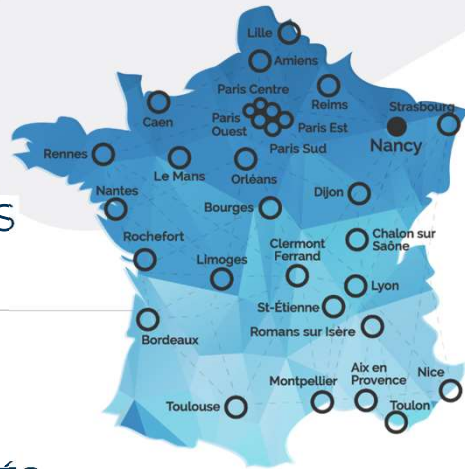 Lille
Amiens
Paris Centre
Reims
Strasbourg
Caen
Paris
Ouest
Paris Est
Nancy
Paris Sud
Rennes
Le Mans
Orléans
Nantes
Dijon
Bourges
S
Rochefort
Clermont
Ferrand
Chalon sur
Saône
Limoges
Lyon
St-Étienne
Bordeaux
Romans sur Isère
Montpellier
Aix en
Provence
Nice
Toulouse
Toulon